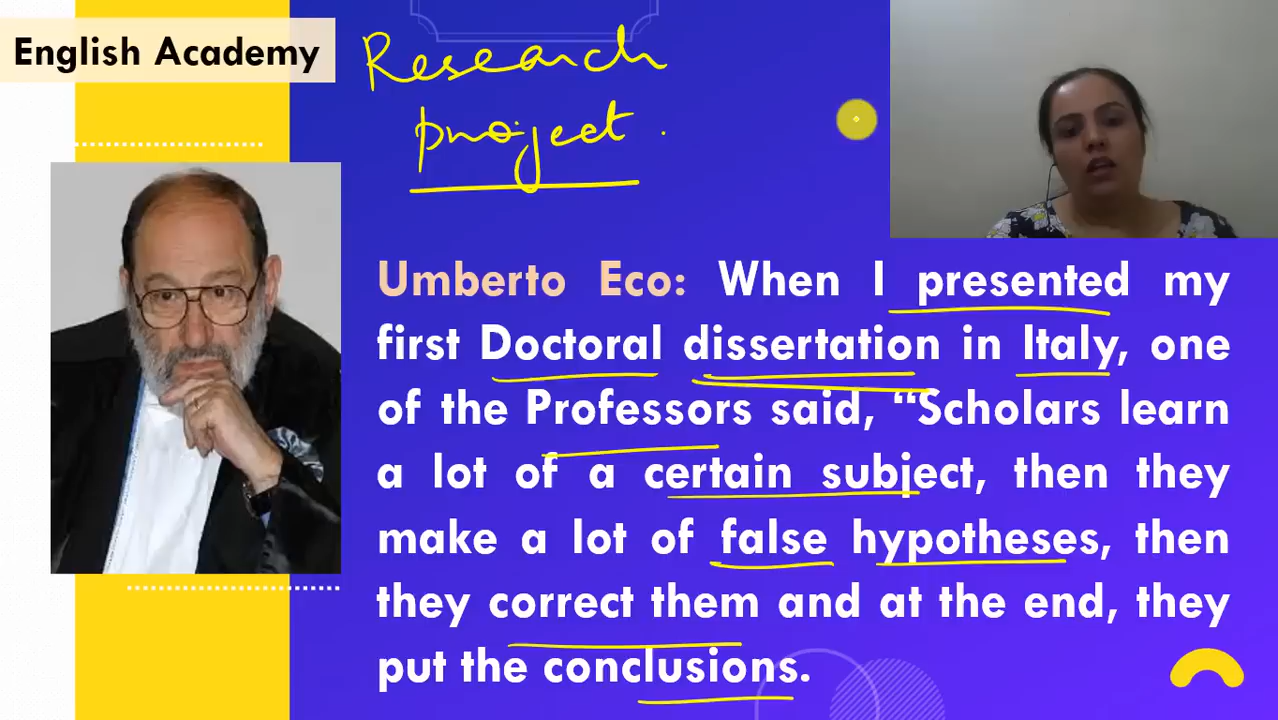 English Academy
Research
project.
Umberto Eco: When I presented my
first Doctoral dissertation in Italy, one
of the Professors said, “Scholars learn
a lot of a certain subject, then they
make a lot of false hypotheses, then
they correct them and at the end, they
put the conclusions.